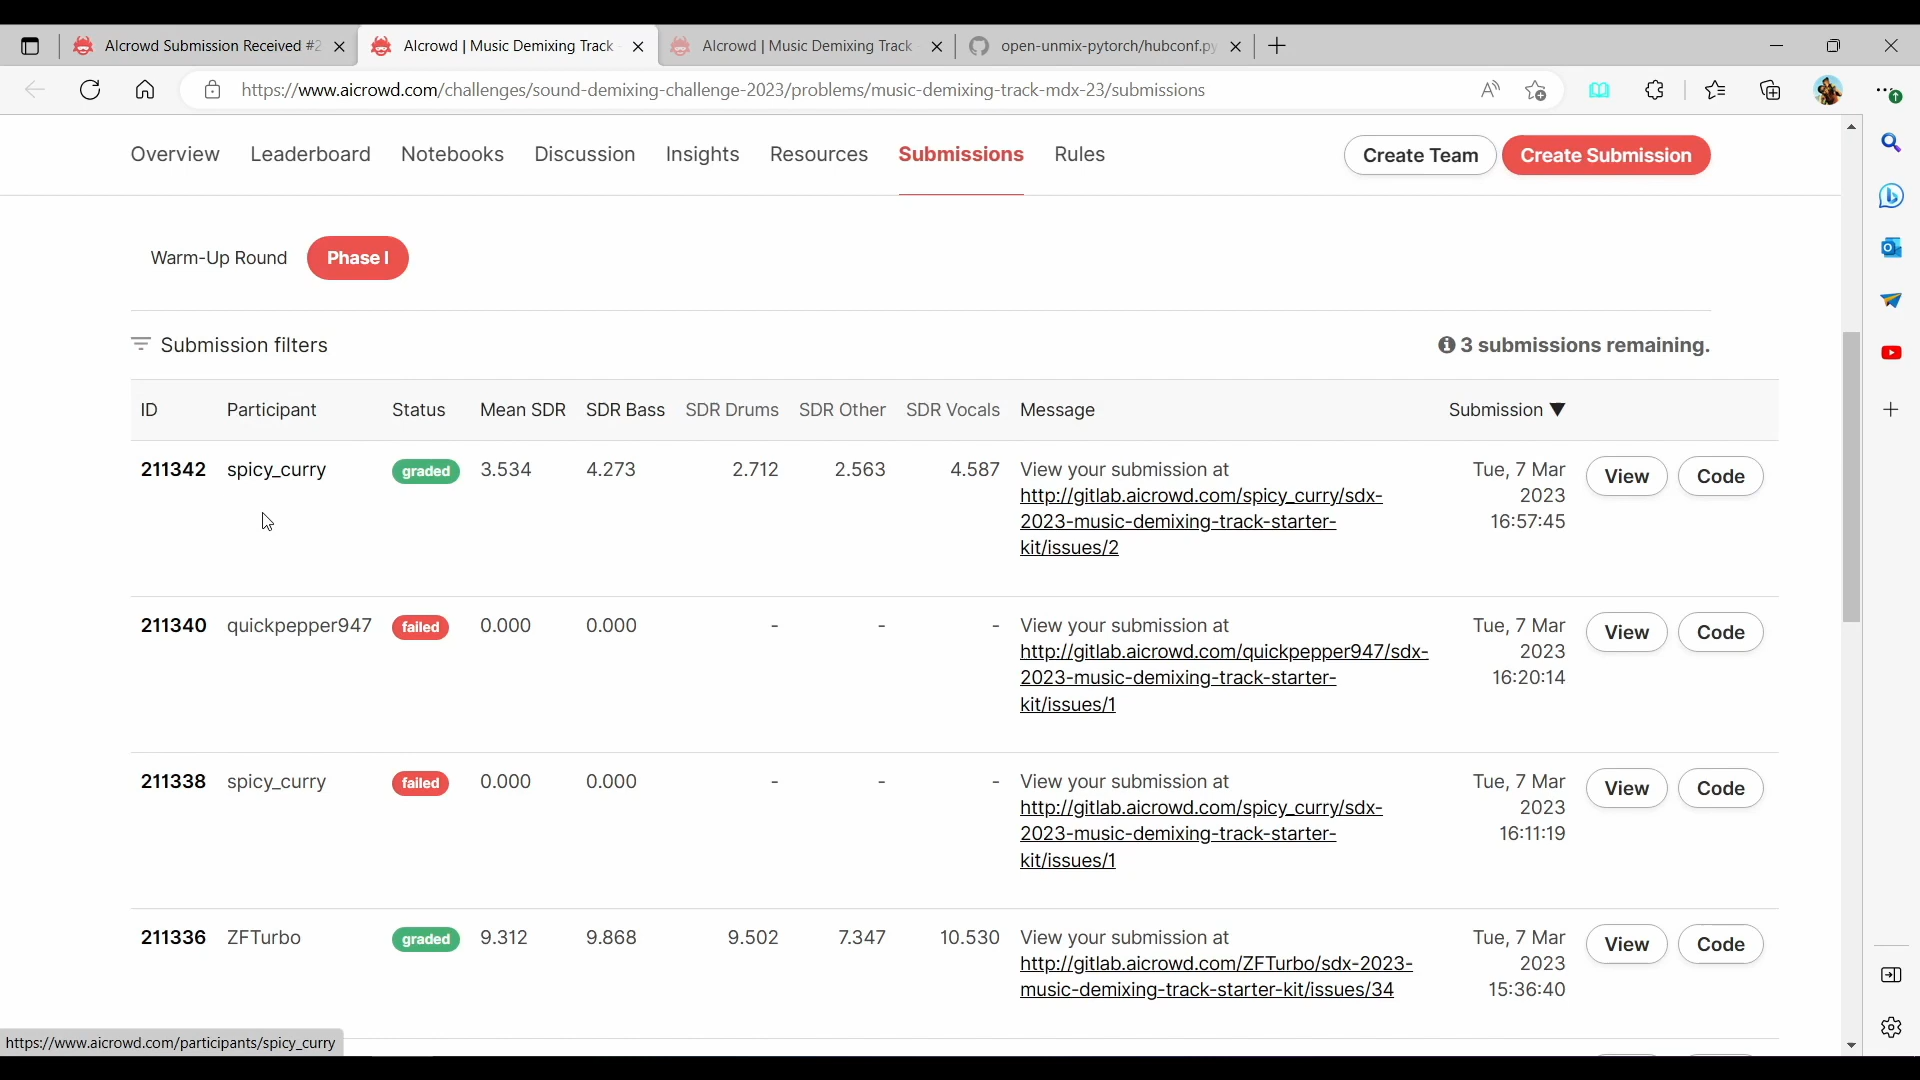 AIcrowd Submission Received #2
AIcrowd | Music Demixing Track
AIcrowd | Music Demixing Track
open-unmix-pytorch/hubconf.py
https://www.aicrowd.com/challenges/sound-demixing-challenge-2023/problems/music-demixing-track-mdx-23/submissions
Overview Leaderboard Notebooks Discussion Insights Resources Submissions Rules Create Team Create Submission
Warm-Up Round Phase I
Submission filters 3 submissions remaining.
ID Participant Status Mean SDR SDR Bass SDR Drums SDR Other SDR Vocals Message Submission ▼
211342 spicy_curry graded 3.534 4.273 2.712 2.563 4.587 View your submission at Tue, 7 Mar View Code
http://gitlab.aicrowd.com/spicy_curry/sdx- 2023
2023-music-demixing-track-starter- 16:57:45
kit/issues/2
211340 quickpepper947 failed 0.000 0.000 - - - View your submission at Tue, 7 Mar View Code
http://gitlab.aicrowd.com/quickpepper947/sdx- 2023
2023-music-demixing-track-starter- 16:20:14
kit/issues/1
211338 spicy_curry failed 0.000 0.000 - - - View your submission at Tue, 7 Mar View Code
http://gitlab.aicrowd.com/spicy_curry/sdx- 2023
2023-music-demixing-track-starter- 16:11:19
kit/issues/1
211336 ZFTurbo graded 9.312 9.868 9.502 7.347 10.530 View your submission at Tue, 7 Mar View Code
http://gitlab.aicrowd.com/ZFTurbo/sdx-2023- 2023
music-demixing-track-starter-kit/issues/34 15:36:40
https://www.aicrowd.com/participants/spicy_curry